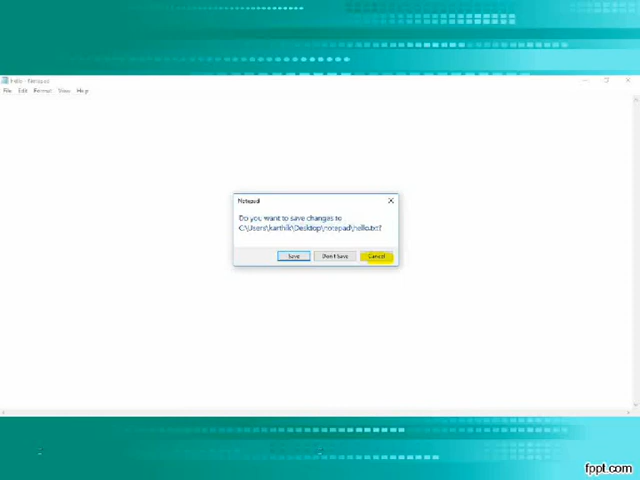 Hello - Notepad
File Edit Format View Help
Notepad
Do you want to save changes to
C:\Users\karthik\Desktop\notepad\hello.txt?
Save Don't Save Cancel
fppt.com